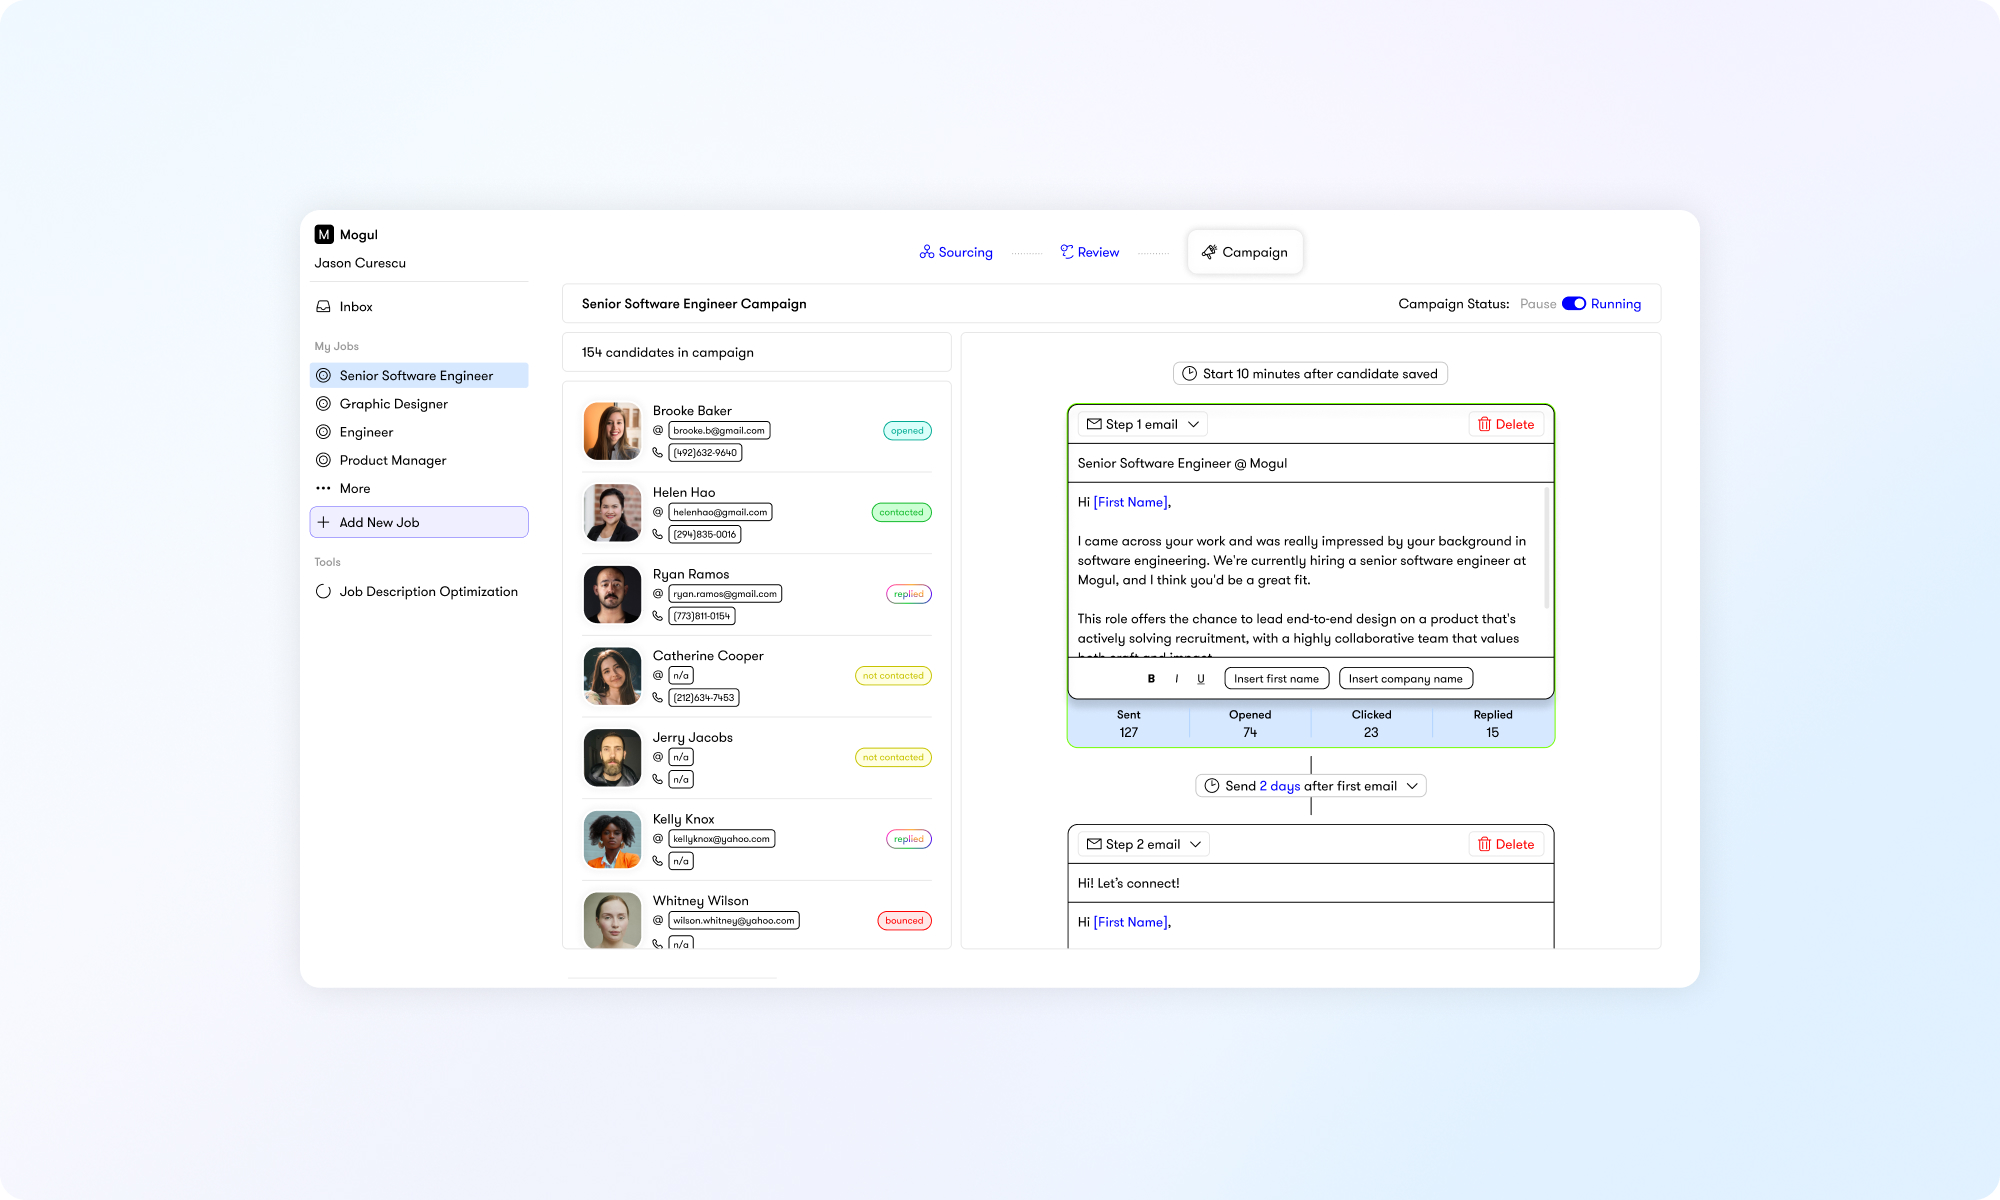 M Mogul
Jason Curescu
Inbox
My Jobs
Senior Software Engineer
Graphic Designer
Engineer
Product Manager
More
Add New Job
Tools
Job Description Optimization
Sourcing
Review
Campaign
Senior Software Engineer Campaign
Campaign Status: Pause Running
154 candidates in campaign
Brooke Baker
@ brooke.b@gmail.com
(492)632-9640
opened
Helen Hao
@ helenhao@gmail.com
(294)835-0016
contacted
Ryan Ramos
@ ryan.ramos@gmail.com
(773)811-0154
replied
Catherine Cooper
@ n/a
(212)634-7453
not contacted
Jerry Jacobs
@ n/a
n/a
not contacted
Kelly Knox
@ kellyknox@yahoo.com
n/a
replied
Whitney Wilson
@ wilson.whitney@yahoo.com
n/a
bounced
Start 10 minutes after candidate saved
Step 1 email
Delete
Senior Software Engineer @ Mogul
Hi [First Name],
I came across your work and was really impressed by your background in
software engineering. We're currently hiring a senior software engineer at
Mogul, and I think you'd be a great fit.
This role offers the chance to lead end-to-end design on a product that's
actively solving recruitment, with a highly collaborative team that values
both craft and impact.
B I U Insert first name Insert company name
Sent Opened Clicked Replied
127 74 23 15
Send 2 days after first email
Step 2 email
Delete
Hi! Let’s connect!
Hi [First Name],